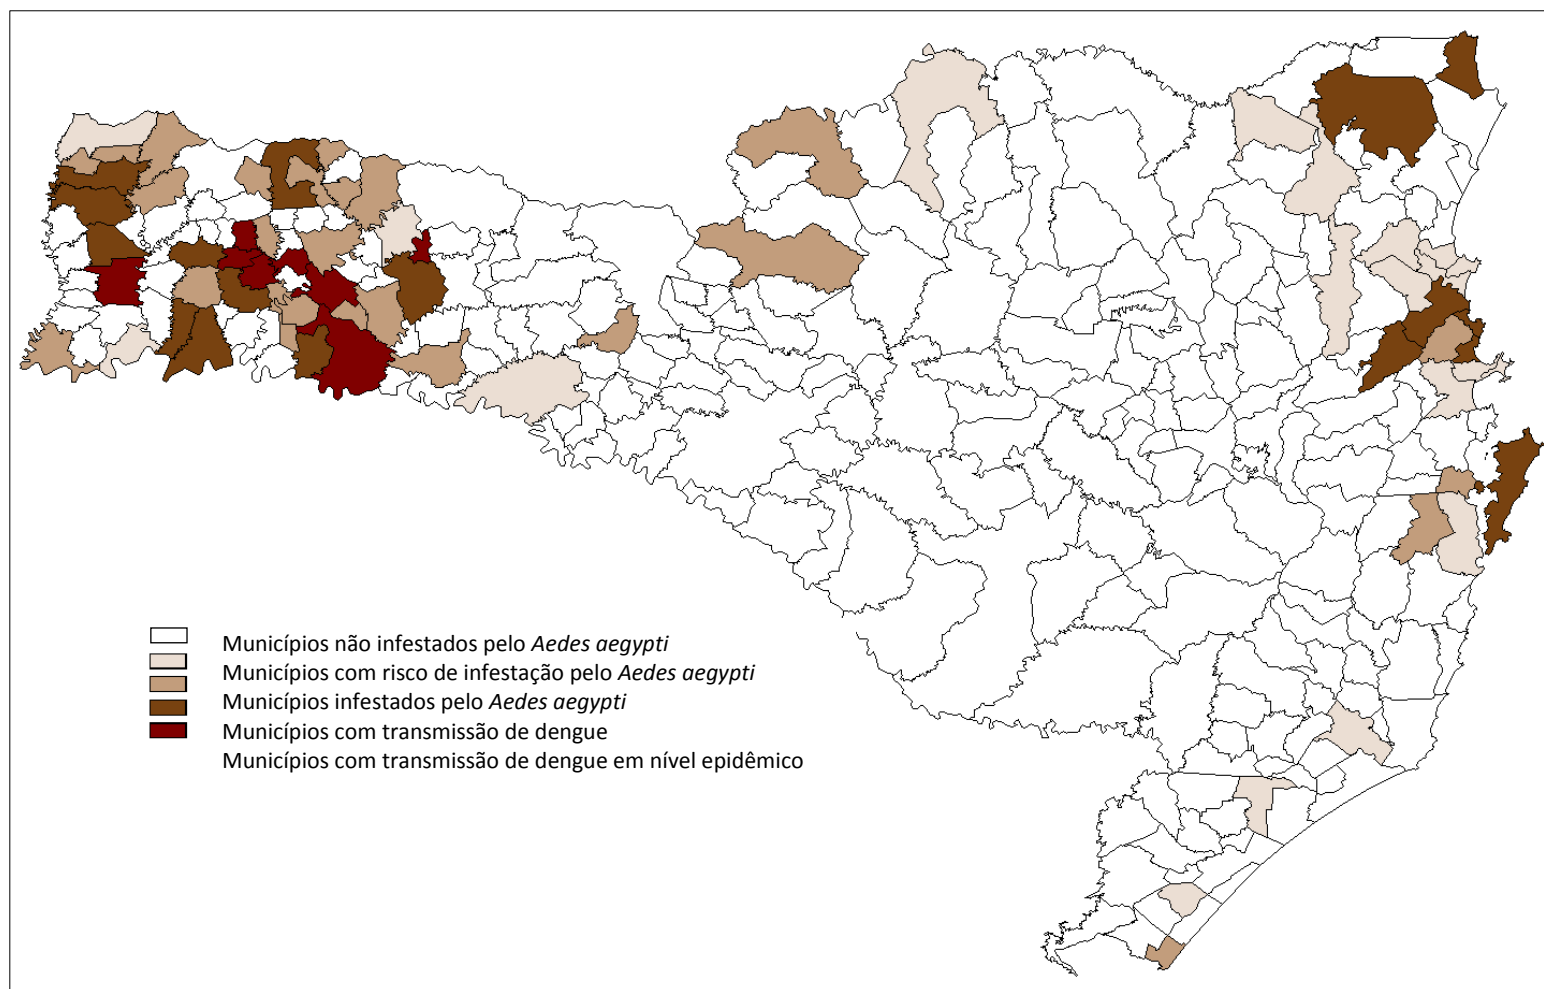 Municípios não infestados pelo Aedes aegypti
Municípios com risco de infestação pelo Aedes aegypti
Municípios infestados pelo Aedes aegypti
Municípios com transmissão de dengue
Municípios com transmissão de dengue em nível epidêmico